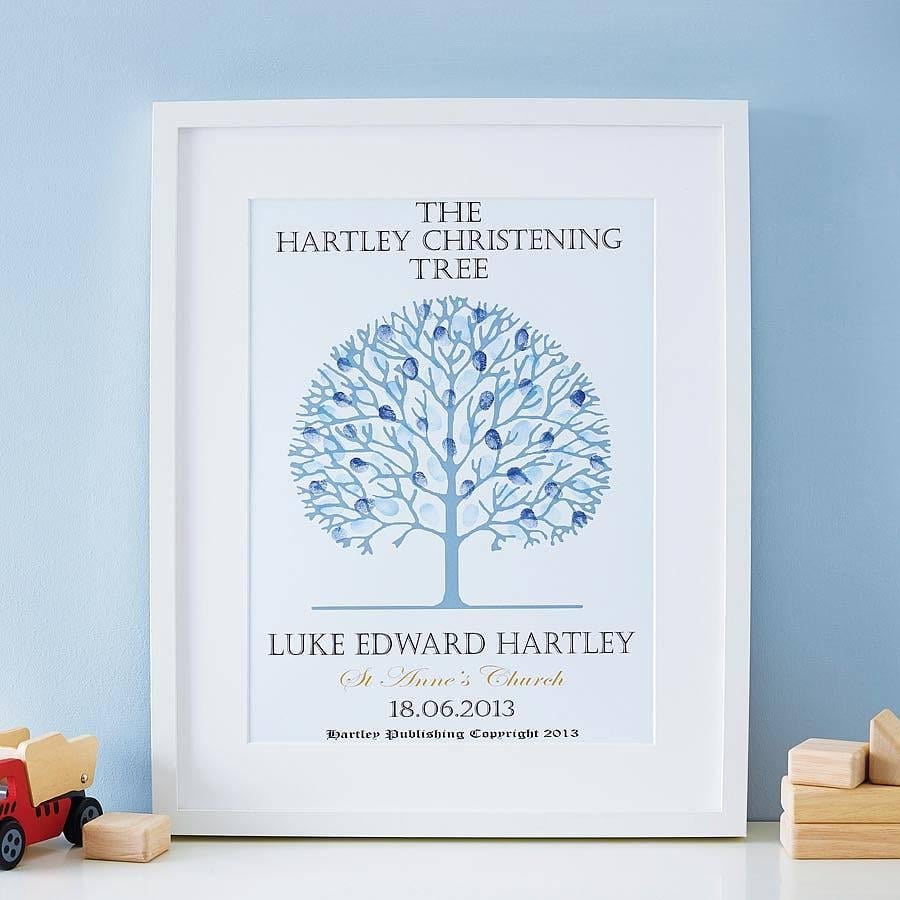 THE
HARTLEY CHRISTENING
TREE
LUKE EDWARD HARTLEY
St Anne's Church
18.06.2013
Hartley Publishing Copyright 2013